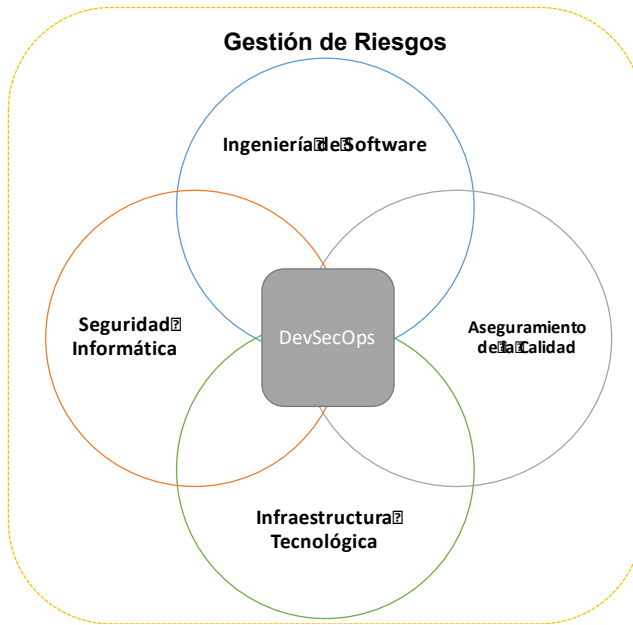 Gestión de Riesgos
Ingeniería de Software
Seguridad
Informática
DevSecOps
Aseguramiento
de la Calidad
Infraestructura
Tecnológica